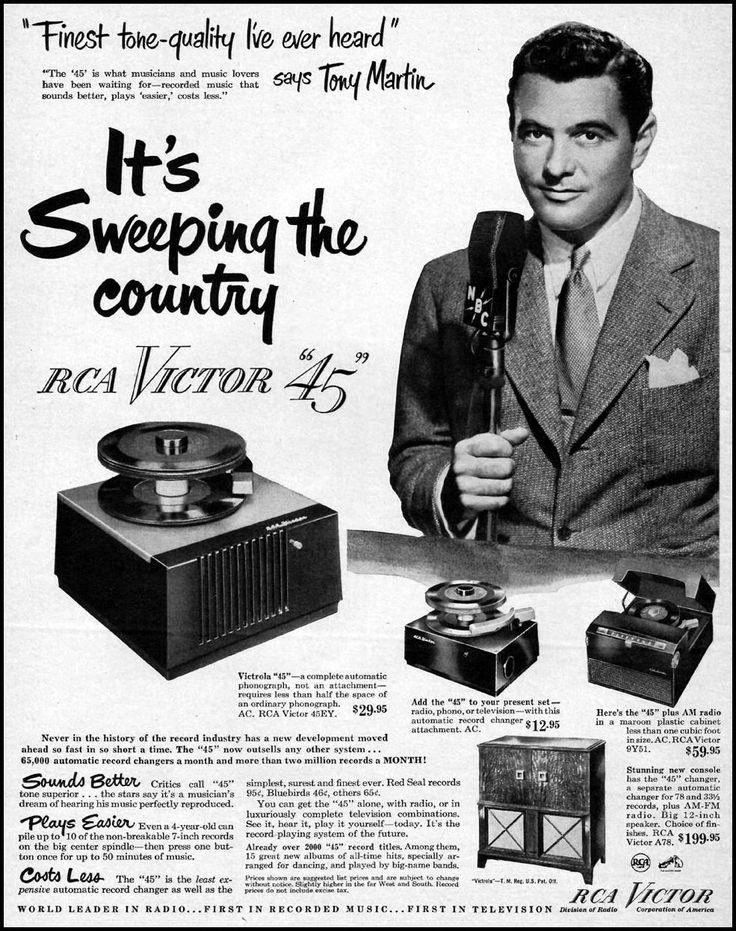 "Finest tone-quality I've ever heard"
says Tony Martin
"The '45' is what musicians and music lovers
have been waiting for—recorded music that
sounds better, plays 'easier,' costs less."
It's
Sweeping the
country
RCA VICTOR "45"
NBC
RCA Victor
RCA Victor
Victrola "45"—a complete automatic
phonograph, not an attachment—
requires less than half the space of
an ordinary phonograph.
AC. RCA Victor 45EY. $29.95
Add the "45" to your present set—
radio, phono, or television—with this
automatic record changer
attachment. AC. $12.95
Here's the "45" plus AM radio
in a maroon plastic cabinet
less than one cubic foot
in size. AC. RCA Victor
9Y51. $59.95
Stunning new console
has the "45" changer,
a separate automatic
changer for 78 and 33⅓
records, plus AM-FM
radio. Big 12-inch
speaker. Choice of fin-
ishes. RCA
Victor A78. $199.95
Never in the history of the record industry has a new development moved
ahead so fast in so short a time. The "45" now outsells any other system ...
65,000 automatic record changers a month and more than two million records a MONTH!
Sounds Better Critics call "45"
tone superior . . . the stars say it's a musician's
dream of hearing his music perfectly reproduced.
Plays Easier Even a 4-year-old can
pile up to 10 of the non-breakable 7-inch records
on the big center spindle—then press one but-
ton once for up to 50 minutes of music.
Costs Less The "45" is the least ex-
pensive automatic record changer as well as the
simplest, surest and finest ever. Red Seal records
95¢, Bluebirds 46¢, others 65¢.
You can get the "45" alone, with radio, or in
luxuriously complete television combinations.
See it, hear it, play it yourself—today. It's the
record-playing system of the future.
Already over 2000 "45" record titles. Among them,
15 great new albums of all-time hits, specially ar-
ranged for dancing, and played by big-name bands.
Prices shown are suggested list prices and are subject to change
without notice. Slightly higher in the far West and South. Record
prices do not include excise tax.
"Victrola"—T. M. Reg. U.S. Pat. Off.
RCA
RCA VICTOR
Division of Radio Corporation of America
WORLD LEADER IN RADIO...FIRST IN RECORDED MUSIC...FIRST IN TELEVISION